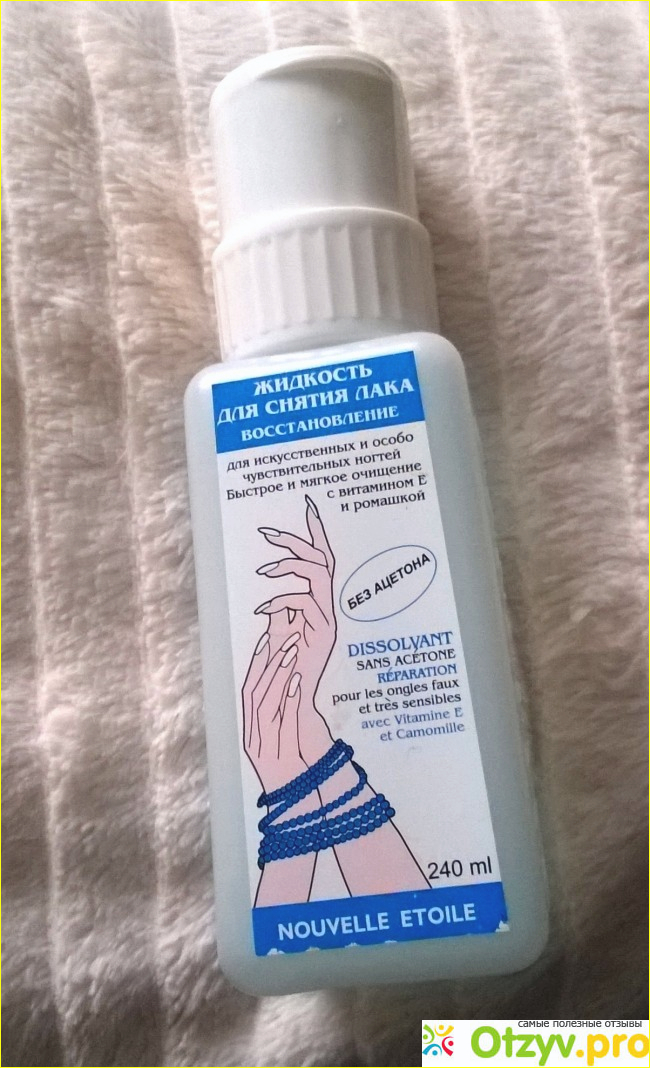 ЖИДКОСТЬ
ДЛЯ СНЯТИЯ ЛАКА
ВОССТАНОВЛЕНИЕ
для искусственных и особо
чувствительных ногтей
Быстрое и мягкое очищение
с витамином Е
и ромашкой
БЕЗ АЦЕТОНА
DISSOLVANT
SANS ACÉTONE
RÉPARATION
pour les ongles faux
et très sensibles
avec Vitamine E
et Camomille
240 ml
NOUVELLE ETOILE
самые полезные отзывы
Otzyv.pro